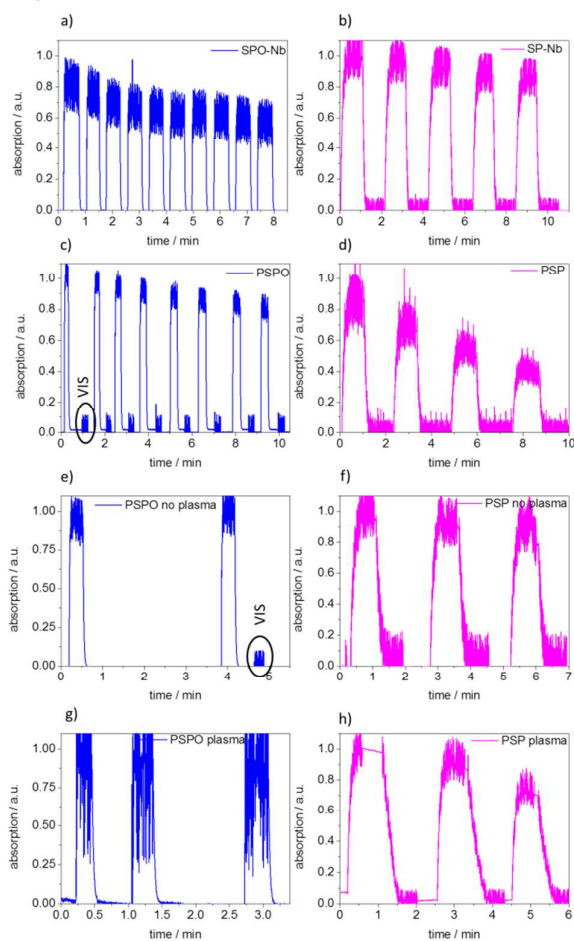 a)
SPO-Nb
absorption / a.u.
1.0
0.8
0.6
0.4
0.2
0.0
0 1 2 3 4 5 6 7 8
time / min
b)
SP-Nb
absorption / a.u.
1.0
0.8
0.6
0.4
0.2
0.0
0 2 4 6 8 10
time / min
c)
PSPO
absorption / a.u.
1.0
0.8
0.6
0.4
0.2
0.0
VIS
0 2 4 6 8 10
time / min
d)
PSP
absorption / a.u.
1.0
0.8
0.6
0.4
0.2
0.0
0 2 4 6 8 10
time / min
e)
PSPO no plasma
absorption / a.u.
1.00
0.75
0.50
0.25
0.00
VIS
0 1 2 3 4 5
time / min
f)
PSP no plasma
absorption / a.u.
1.0
0.8
0.6
0.4
0.2
0.0
0 1 2 3 4 5 6 7
time / min
g)
PSPO plasma
absorption / a.u.
1.00
0.75
0.50
0.25
0.00
0.0 0.5 1.0 1.5 2.0 2.5 3.0
time / min
h)
PSP plasma
absorption / a.u.
1.0
0.8
0.6
0.4
0.2
0.0
0 1 2 3 4 5 6
time / min